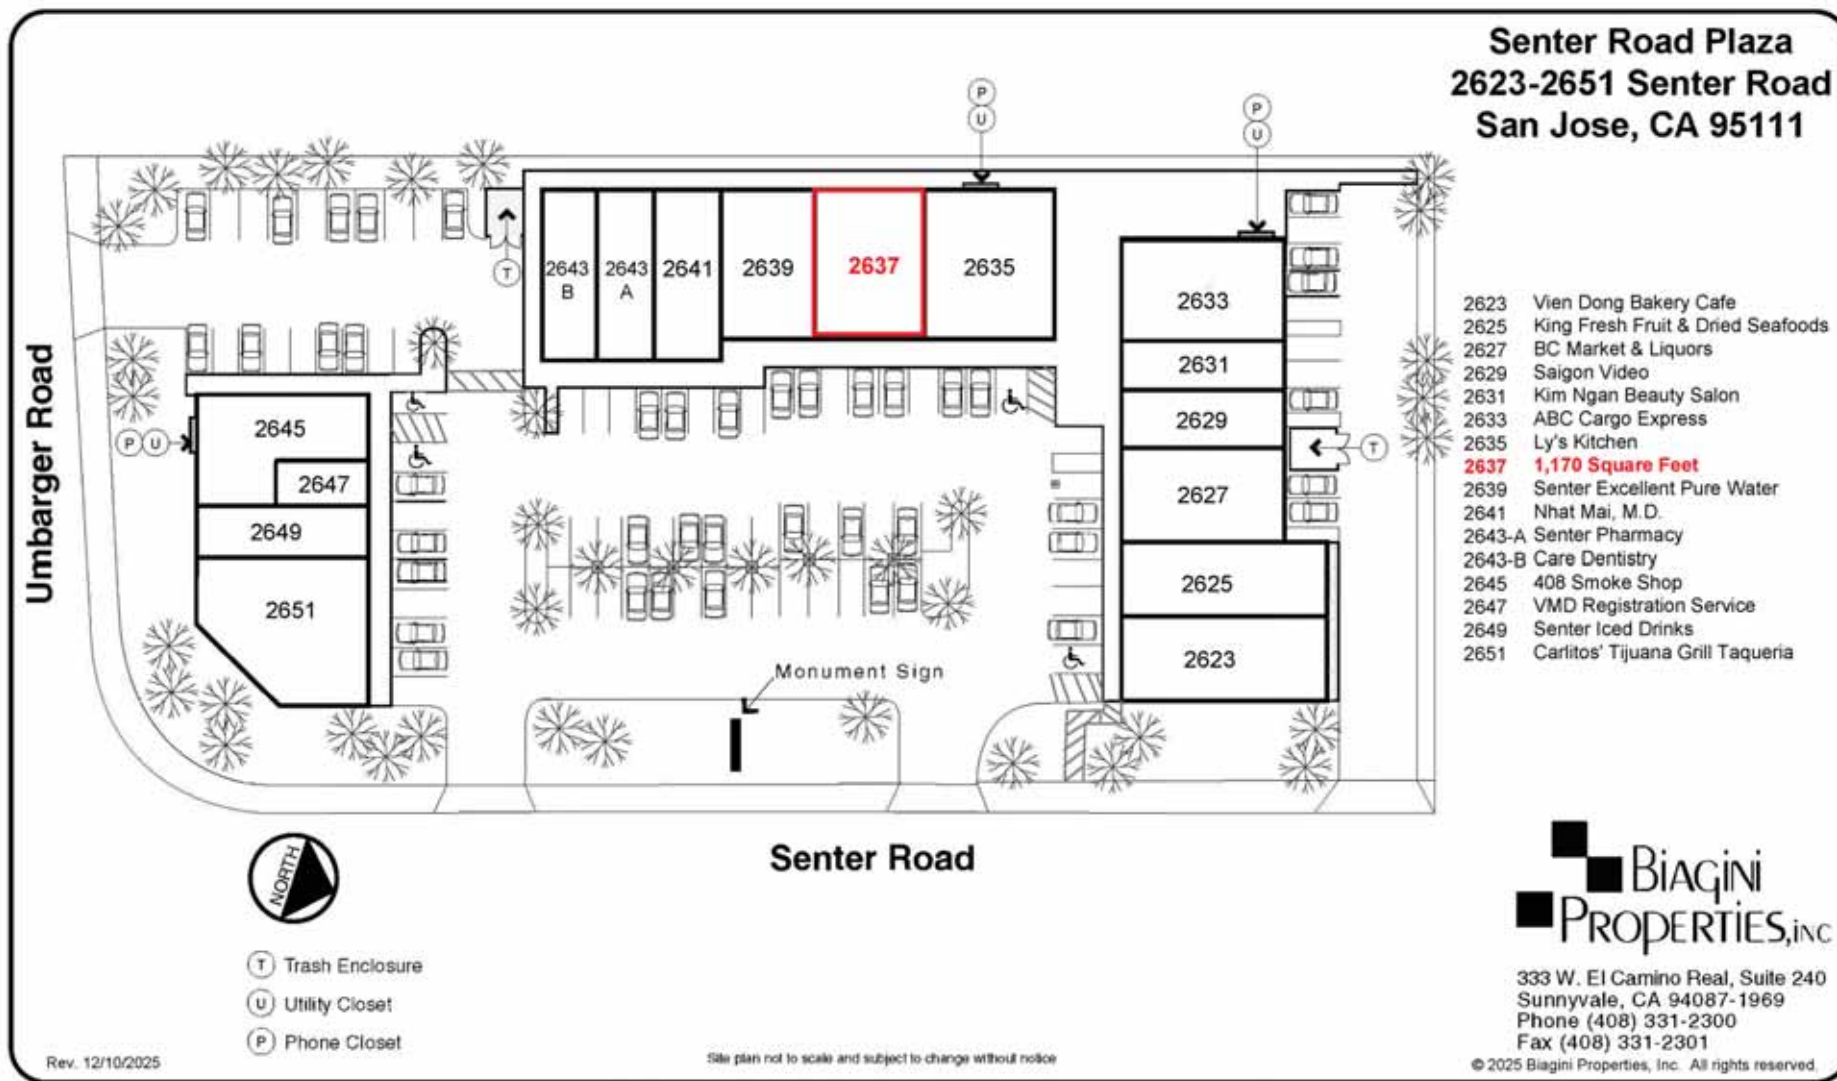 Senter Road Plaza
2623-2651 Senter Road
San Jose, CA 95111
P
U
P
U
T
2643
B
2643
A
2641
2639
2637
2635
2633
2631
2629
2627
2625
2623
T
P U
2645
2647
2649
2651
Umbarger Road
Monument Sign
Senter Road
2623 Vien Dong Bakery Cafe
2625 King Fresh Fruit & Dried Seafoods
2627 BC Market & Liquors
2629 Saigon Video
2631 Kim Ngan Beauty Salon
2633 ABC Cargo Express
2635 Ly's Kitchen
2637 1,170 Square Feet
2639 Senter Excellent Pure Water
2641 Nhat Mai, M.D.
2643-A Senter Pharmacy
2643-B Care Dentistry
2645 408 Smoke Shop
2647 VMD Registration Service
2649 Senter Iced Drinks
2651 Carlitos' Tijuana Grill Taqueria
NORTH
T Trash Enclosure
U Utility Closet
P Phone Closet
Rev. 12/10/2025
Site plan not to scale and subject to change without notice
BiAGiNi
PROPERTiES,iNC
333 W. El Camino Real, Suite 240
Sunnyvale, CA 94087-1969
Phone (408) 331-2300
Fax (408) 331-2301
© 2025 Biagini Properties, Inc. All rights reserved.